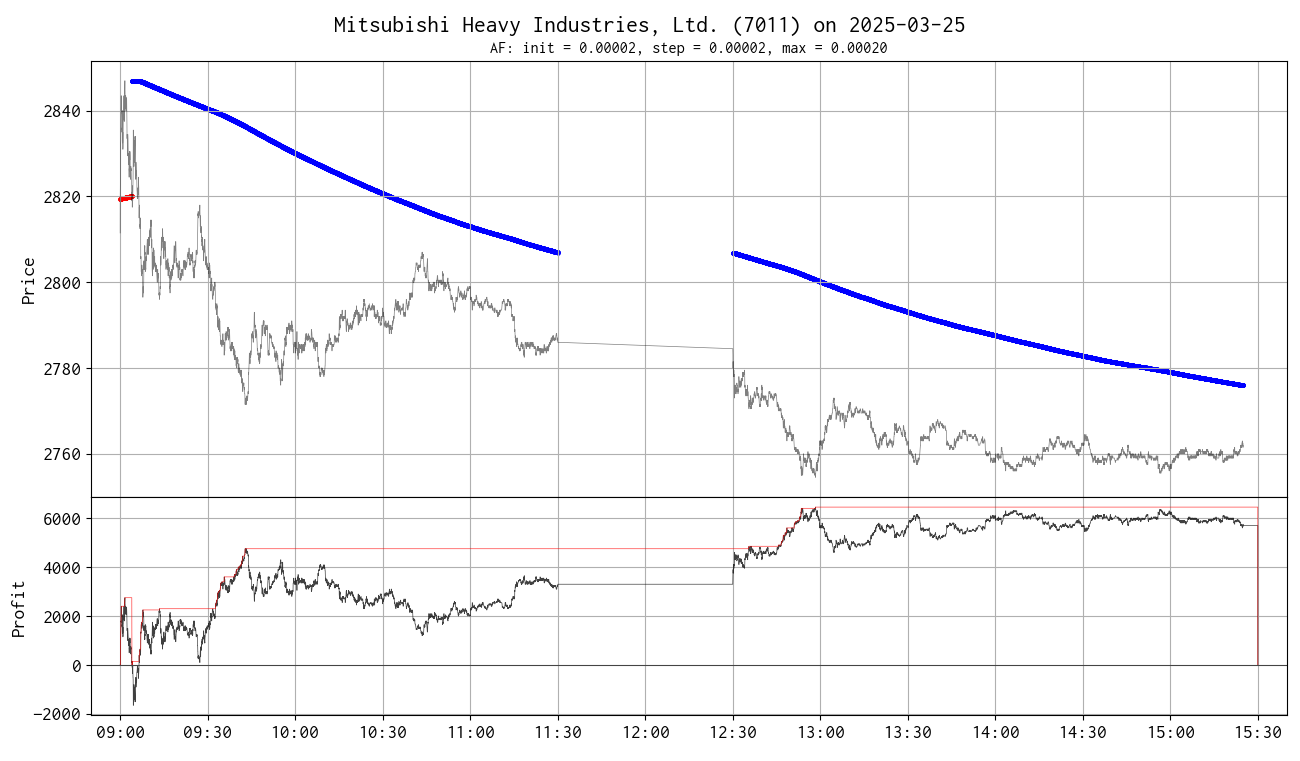 Mitsubishi Heavy Industries, Ltd. (7011) on 2025-03-25
AF: init = 0.00002, step = 0.00002, max = 0.00020
Price
2840
2820
2800
2780
2760
Profit
6000
4000
2000
0
−2000
09:00 09:30 10:00 10:30 11:00 11:30 12:00 12:30 13:00 13:30 14:00 14:30 15:00 15:30